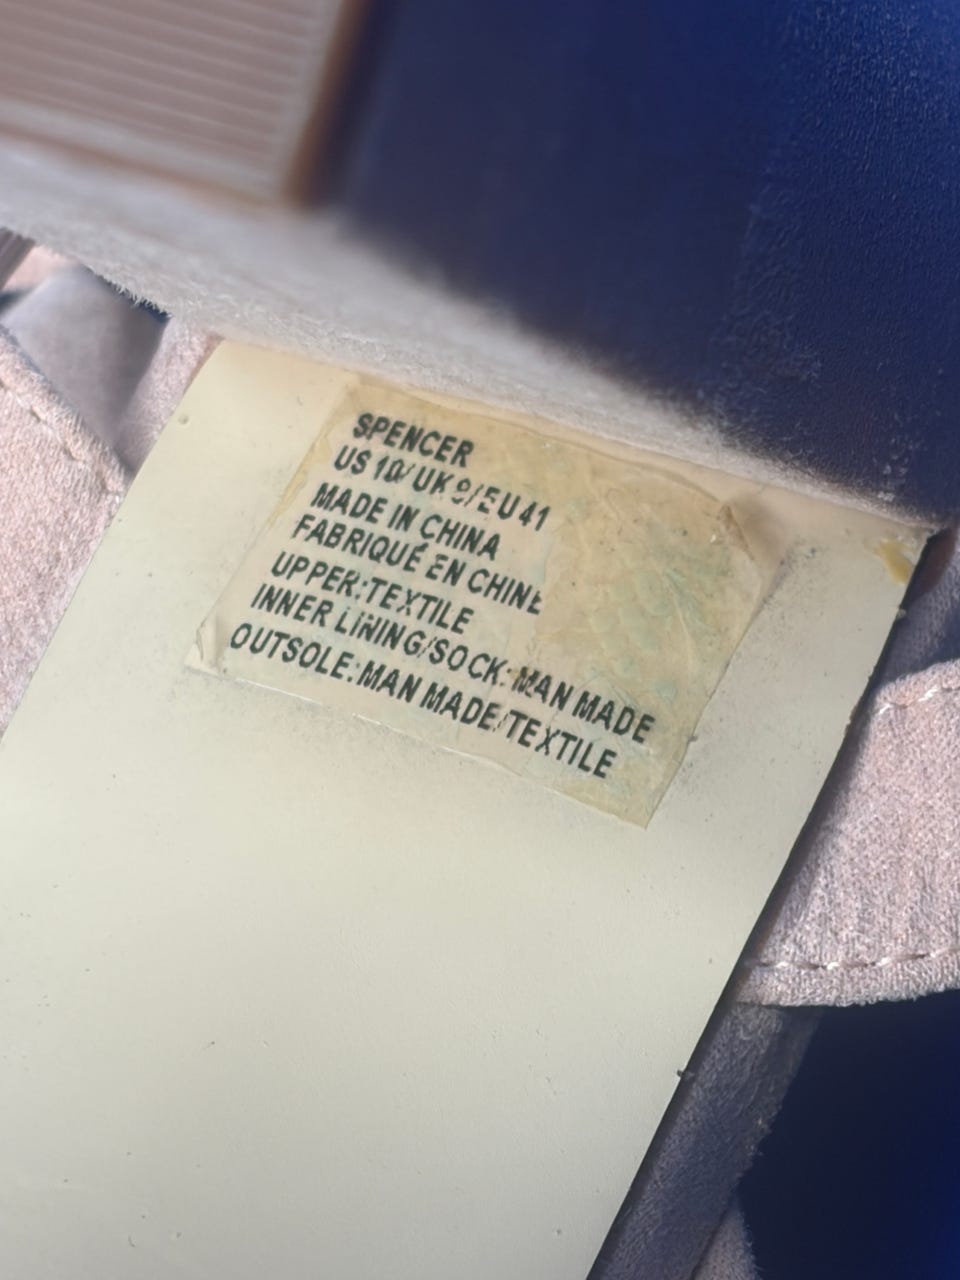 SPENCER
US 10/ UK 9/EU 41
MADE IN CHINA
FABRIQUÉ EN CHINE
UPPER:TEXTILE
INNER LINING/SOCK: MAN MADE
OUTSOLE:MAN MADE/TEXTILE